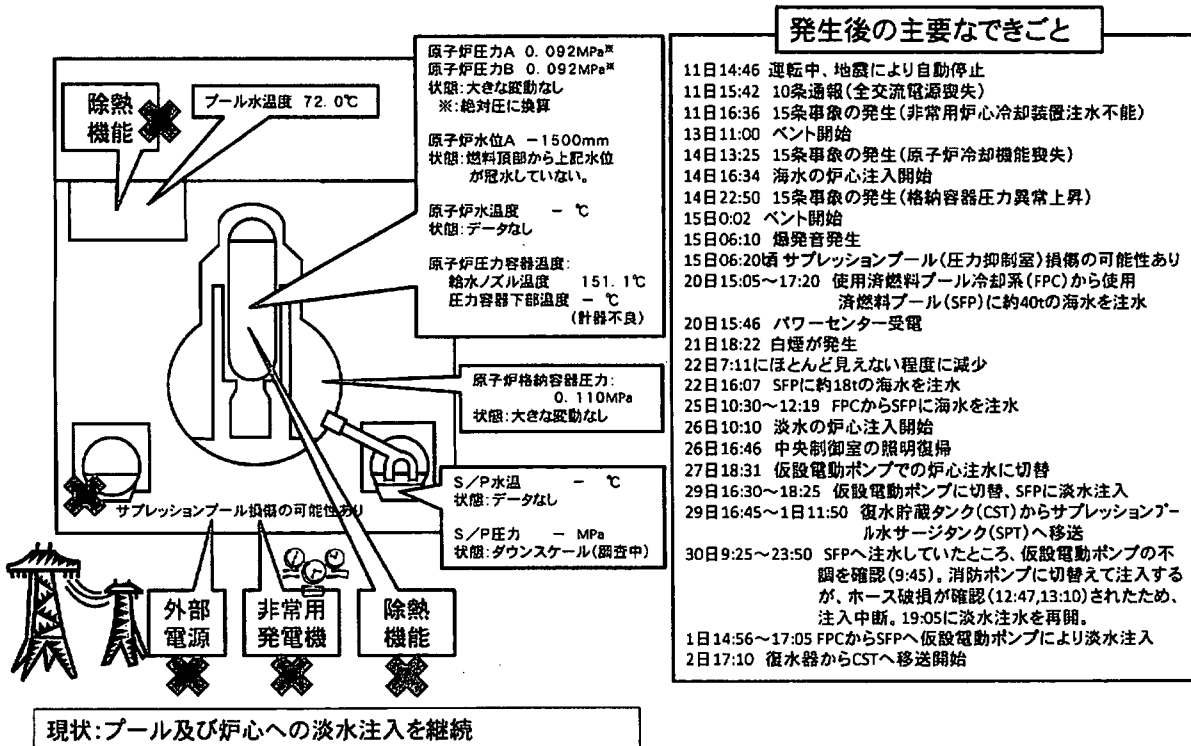 除熱
機能
プール水温度 72.0℃
原子炉圧力A 0.092MPa※
原子炉圧力B 0.092MPa※
状態:大きな変動なし
※:絶対圧に換算
原子炉水位A －1500mm
状態:燃料頂部から上記水位
が冠水していない。
原子炉水温度 － ℃
状態:データなし
原子炉圧力容器温度:
給水ノズル温度 151.1℃
圧力容器下部温度 － ℃
(計器不良)
原子炉格納容器圧力:
0.110MPa
状態:大きな変動なし
S/P水温 － ℃
状態:データなし
S/P圧力 － MPa
状態:ダウンスケール(調査中)
サプレッションプール損傷の可能性あり
外部
電源
非常用
発電機
除熱
機能
現状:プール及び炉心への淡水注入を継続
発生後の主要なできごと
11日14:46 運転中、地震により自動停止
11日15:42 10条通報(全交流電源喪失)
11日16:36 15条事象の発生(非常用炉心冷却装置注水不能)
13日11:00 ベント開始
14日13:25 15条事象の発生(原子炉冷却機能喪失)
14日16:34 海水の炉心注入開始
14日22:50 15条事象の発生(格納容器圧力異常上昇)
15日0:02 ベント開始
15日06:10 爆発音発生
15日06:20頃 サプレッションプール(圧力抑制室)損傷の可能性あり
20日15:05～17:20 使用済燃料プール冷却系(FPC)から使用
済燃料プール(SFP)に約40tの海水を注水
20日15:46 パワーセンター受電
21日18:22 白煙が発生
22日7:11にほとんど見えない程度に減少
22日16:07 SFPに約18tの海水を注水
25日10:30～12:19 FPCからSFPに海水を注水
26日10:10 淡水の炉心注入開始
26日16:46 中央制御室の照明復帰
27日18:31 仮設電動ポンプでの炉心注水に切替
29日16:30～18:25 仮設電動ポンプに切替、SFPに淡水注入
29日16:45～1日11:50 復水貯蔵タンク(CST)からサプレッションプー
ル水サージタンク(SPT)へ移送
30日9:25～23:50 SFPへ注水していたところ、仮設電動ポンプの不
調を確認(9:45)。消防ポンプに切替えて注入する
が、ホース破損が確認(12:47,13:10)されたため、
注入中断。19:05に淡水注水を再開。
1日14:56～17:05 FPCからSFPへ仮設電動ポンプにより淡水注入
2日17:10 復水器からCSTへ移送開始